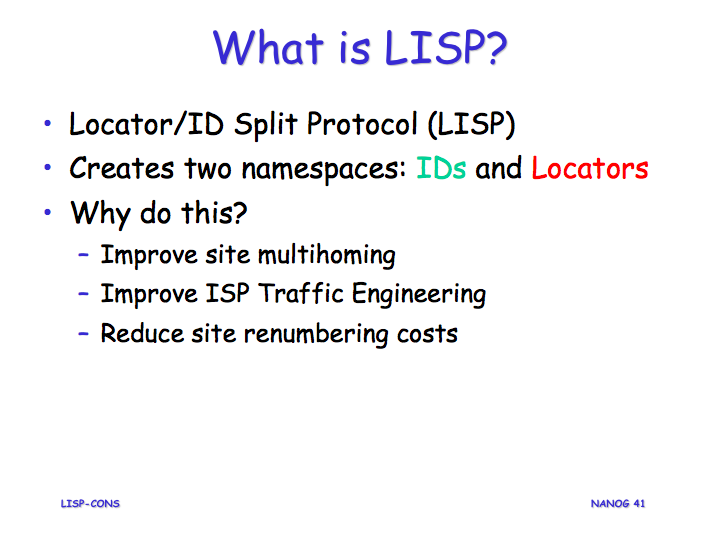 What is LISP?
• Locator/ID Split Protocol (LISP)
• Creates two namespaces: IDs and Locators
• Why do this?
– Improve site multihoming
– Improve ISP Traffic Engineering
– Reduce site renumbering costs
LISP-CONS
NANOG 41